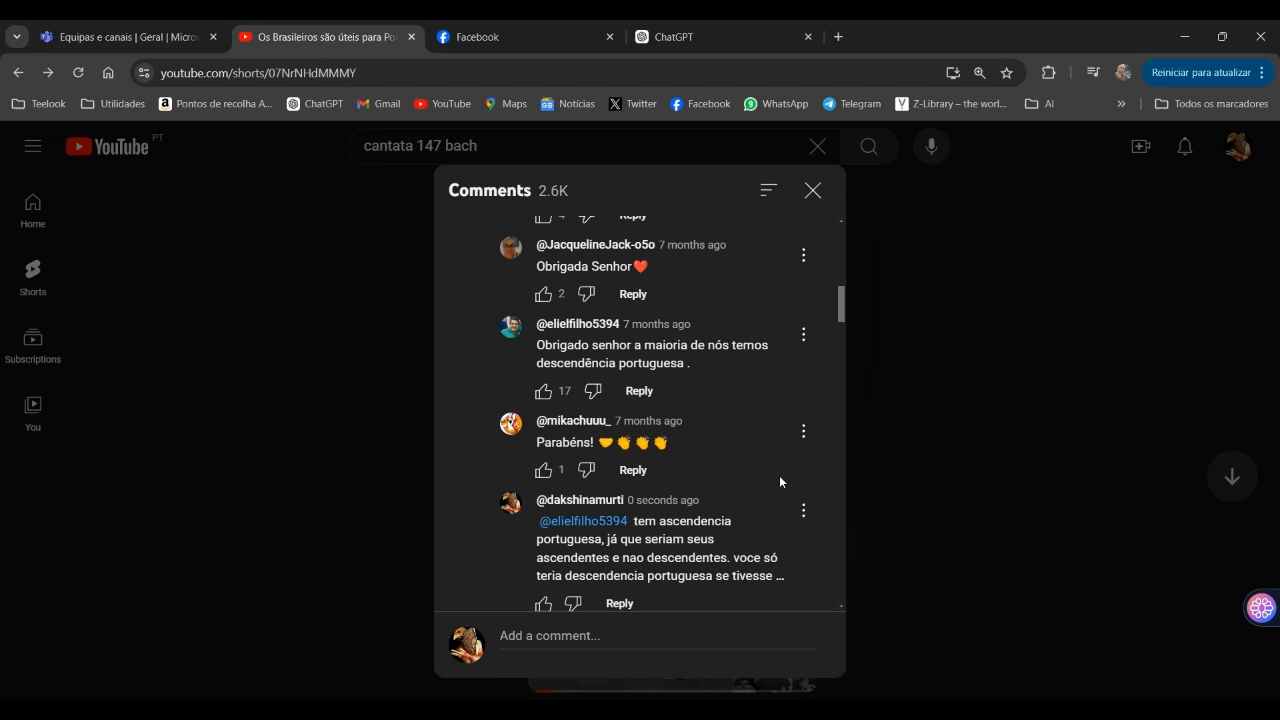 Equipas e canais | Geral | Micros
Os Brasileiros são úteis para Po
Facebook
ChatGPT
youtube.com/shorts/07NrNHdMMMY
Reiniciar para atualizar
Teelook
Utilidades
Pontos de recolha A...
ChatGPT
Gmail
YouTube
Maps
Notícias
Twitter
Facebook
WhatsApp
Telegram
Z-Library – the worl...
AI
Todos os marcadores
YouTube PT
cantata 147 bach
Home
Shorts
Subscriptions
You
Comments 2.6K
4 Reply
@JacquelineJack-o5o 7 months ago
Obrigada Senhor❤️
2 Reply
@elielfilho5394 7 months ago
Obrigado senhor a maioria de nós temos
descendência portuguesa .
17 Reply
@mikachuuu_ 7 months ago
Parabéns! 🤝 👏 👏 👏
1 Reply
@dakshinamurti 0 seconds ago
@elielfilho5394 tem ascendencia
portuguesa, já que seriam seus
ascendentes e nao descendentes. voce só
teria descendencia portuguesa se tivesse ...
Reply
Add a comment...